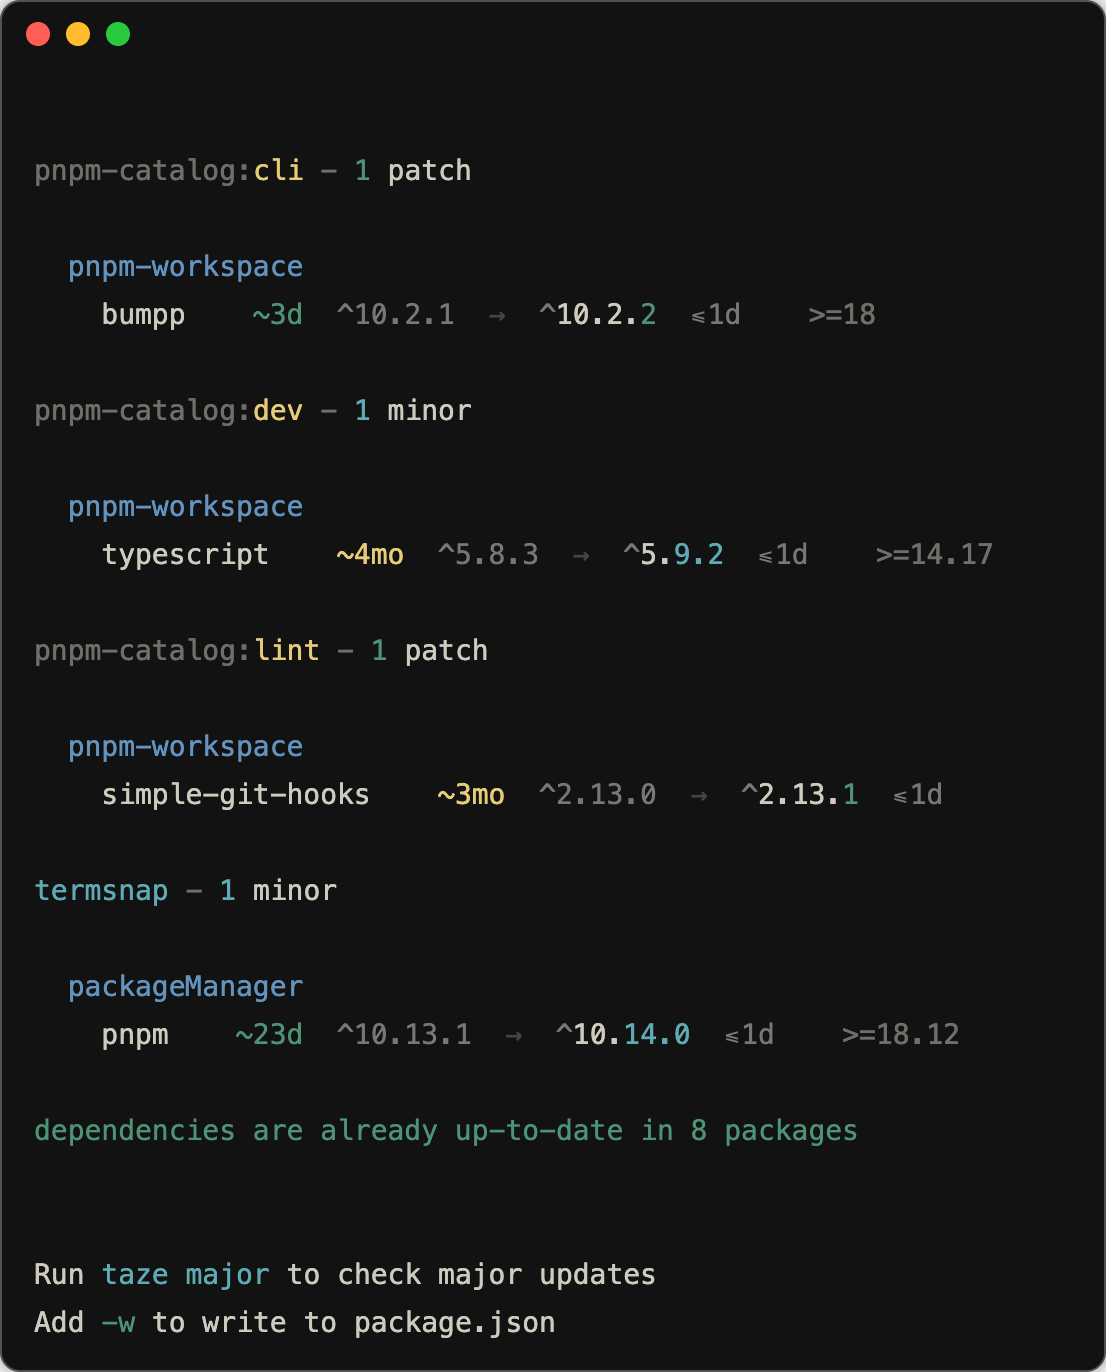 pnpm-catalog:cli - 1 patch
pnpm-workspace
bumpp ~3d ^10.2.1 → ^10.2.2 ⩽1d >=18
pnpm-catalog:dev - 1 minor
pnpm-workspace
typescript ~4mo ^5.8.3 → ^5.9.2 ⩽1d >=14.17
pnpm-catalog:lint - 1 patch
pnpm-workspace
simple-git-hooks ~3mo ^2.13.0 → ^2.13.1 ⩽1d
termsnap - 1 minor
packageManager
pnpm ~23d ^10.13.1 → ^10.14.0 ⩽1d >=18.12
dependencies are already up-to-date in 8 packages
Run taze major to check major updates
Add -w to write to package.json